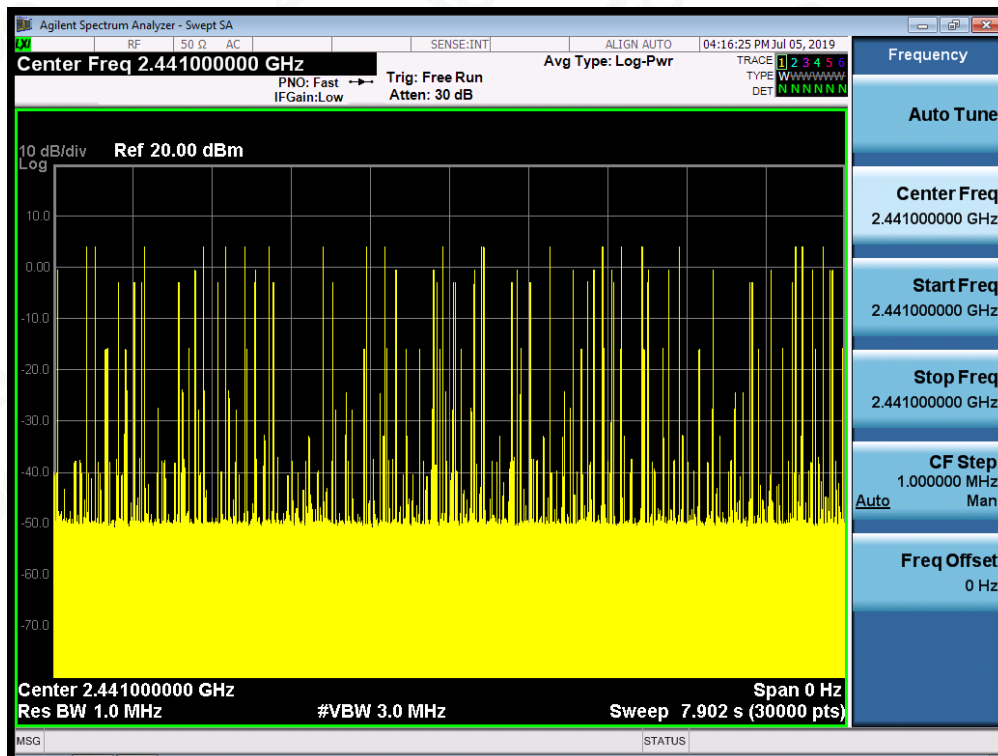 Agilent Spectrum Analyzer - Swept SA
LXI RF 50 Ω AC SENSE:INT ALIGN AUTO 04:16:25 PM Jul 05, 2019
Center Freq 2.441000000 GHz
PNO: Fast
IFGain:Low
Trig: Free Run
Atten: 30 dB
Avg Type: Log-Pwr
TRACE 1 2 3 4 5 6
TYPE W W W W W W
DET N N N N N N
10 dB/div
Log
Ref 20.00 dBm
10.0
0.00
-10.0
-20.0
-30.0
-40.0
-50.0
-60.0
-70.0
Center 2.441000000 GHz
Span 0 Hz
Res BW 1.0 MHz
#VBW 3.0 MHz
Sweep 7.902 s (30000 pts)
MSG
STATUS
Frequency
Auto Tune
Center Freq
2.441000000 GHz
Start Freq
2.441000000 GHz
Stop Freq
2.441000000 GHz
CF Step
1.000000 MHz
Auto Man
Freq Offset
0 Hz